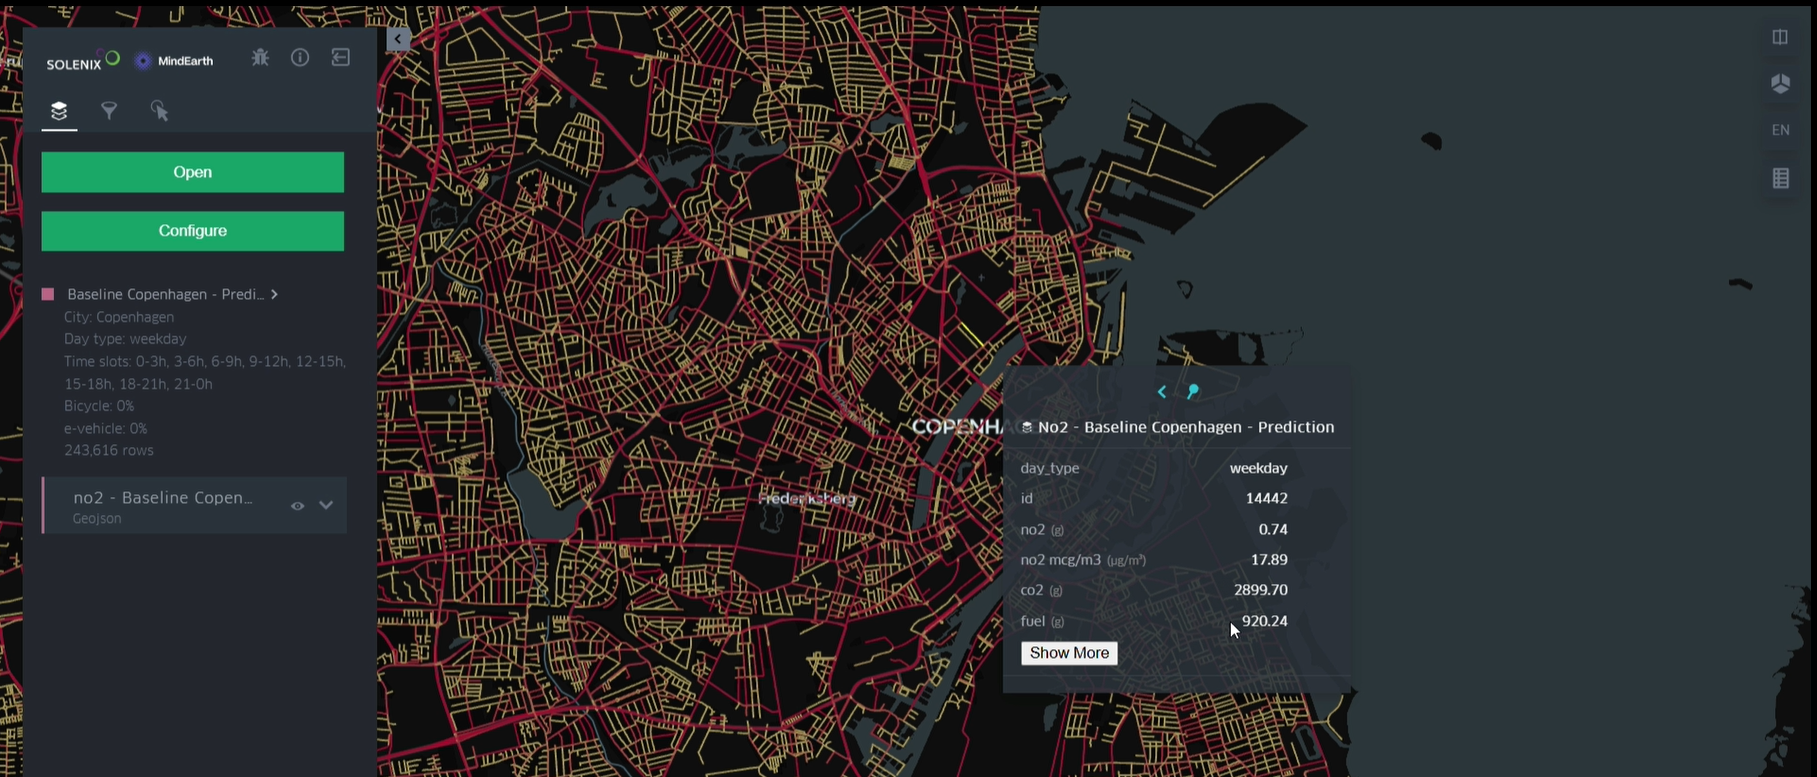 SOLENIX
MindEarth
Open
Configure
Baseline Copenhagen - Predi...
City: Copenhagen
Day type: weekday
Time slots: 0-3h, 3-6h, 6-9h, 9-12h, 12-15h,
15-18h, 18-21h, 21-0h
Bicycle: 0%
e-vehicle: 0%
243,616 rows
no2 - Baseline Copen...
Geojson
COPENHA
Frederiksberg
No2 - Baseline Copenhagen - Prediction
day_type weekday
id 14442
no2 (g) 0.74
no2 mcg/m3 (µg/m³) 17.89
co2 (g) 2899.70
fuel (g) 920.24
Show More
EN